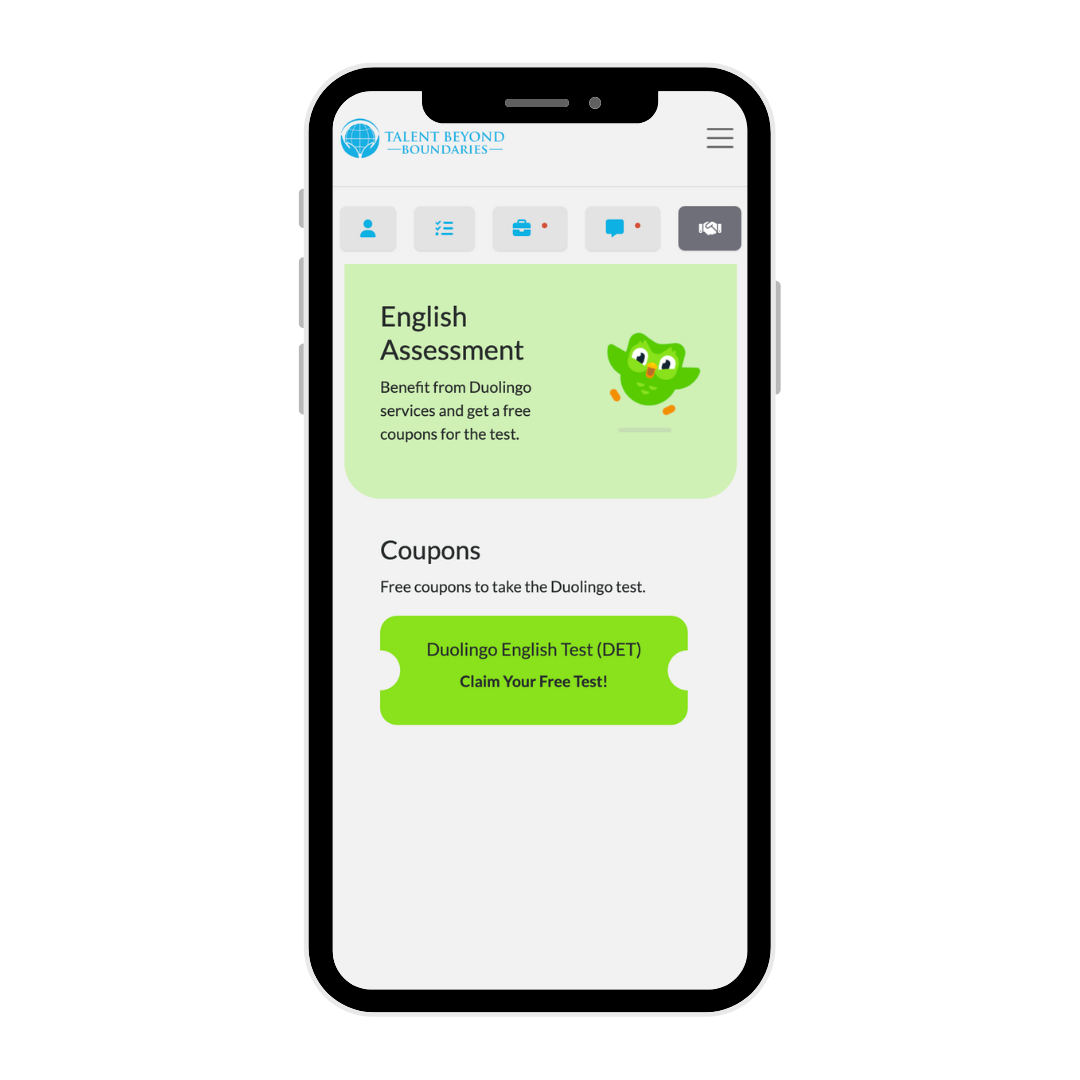 TALENT BEYOND
BOUNDARIES
English
Assessment
Benefit from Duolingo
services and get a free
coupons for the test.
Coupons
Free coupons to take the Duolingo test.
Duolingo English Test (DET)
Claim Your Free Test!